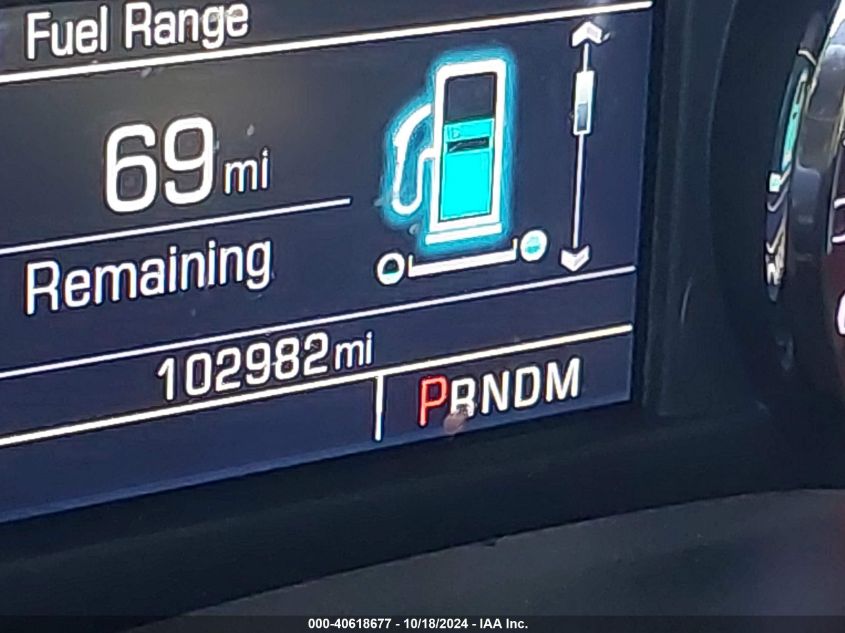 Fuel Range
69 mi
Remaining
102982 mi
PRNDM
000-40618677 - 10/18/2024 - IAA Inc.